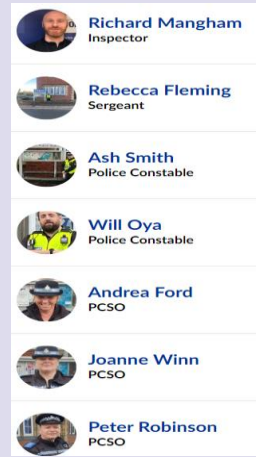 Richard Mangham
Inspector
Rebecca Fleming
Sergeant
Ash Smith
Police Constable
Will Oya
Police Constable
Andrea Ford
PCSO
Joanne Winn
PCSO
Peter Robinson
PCSO